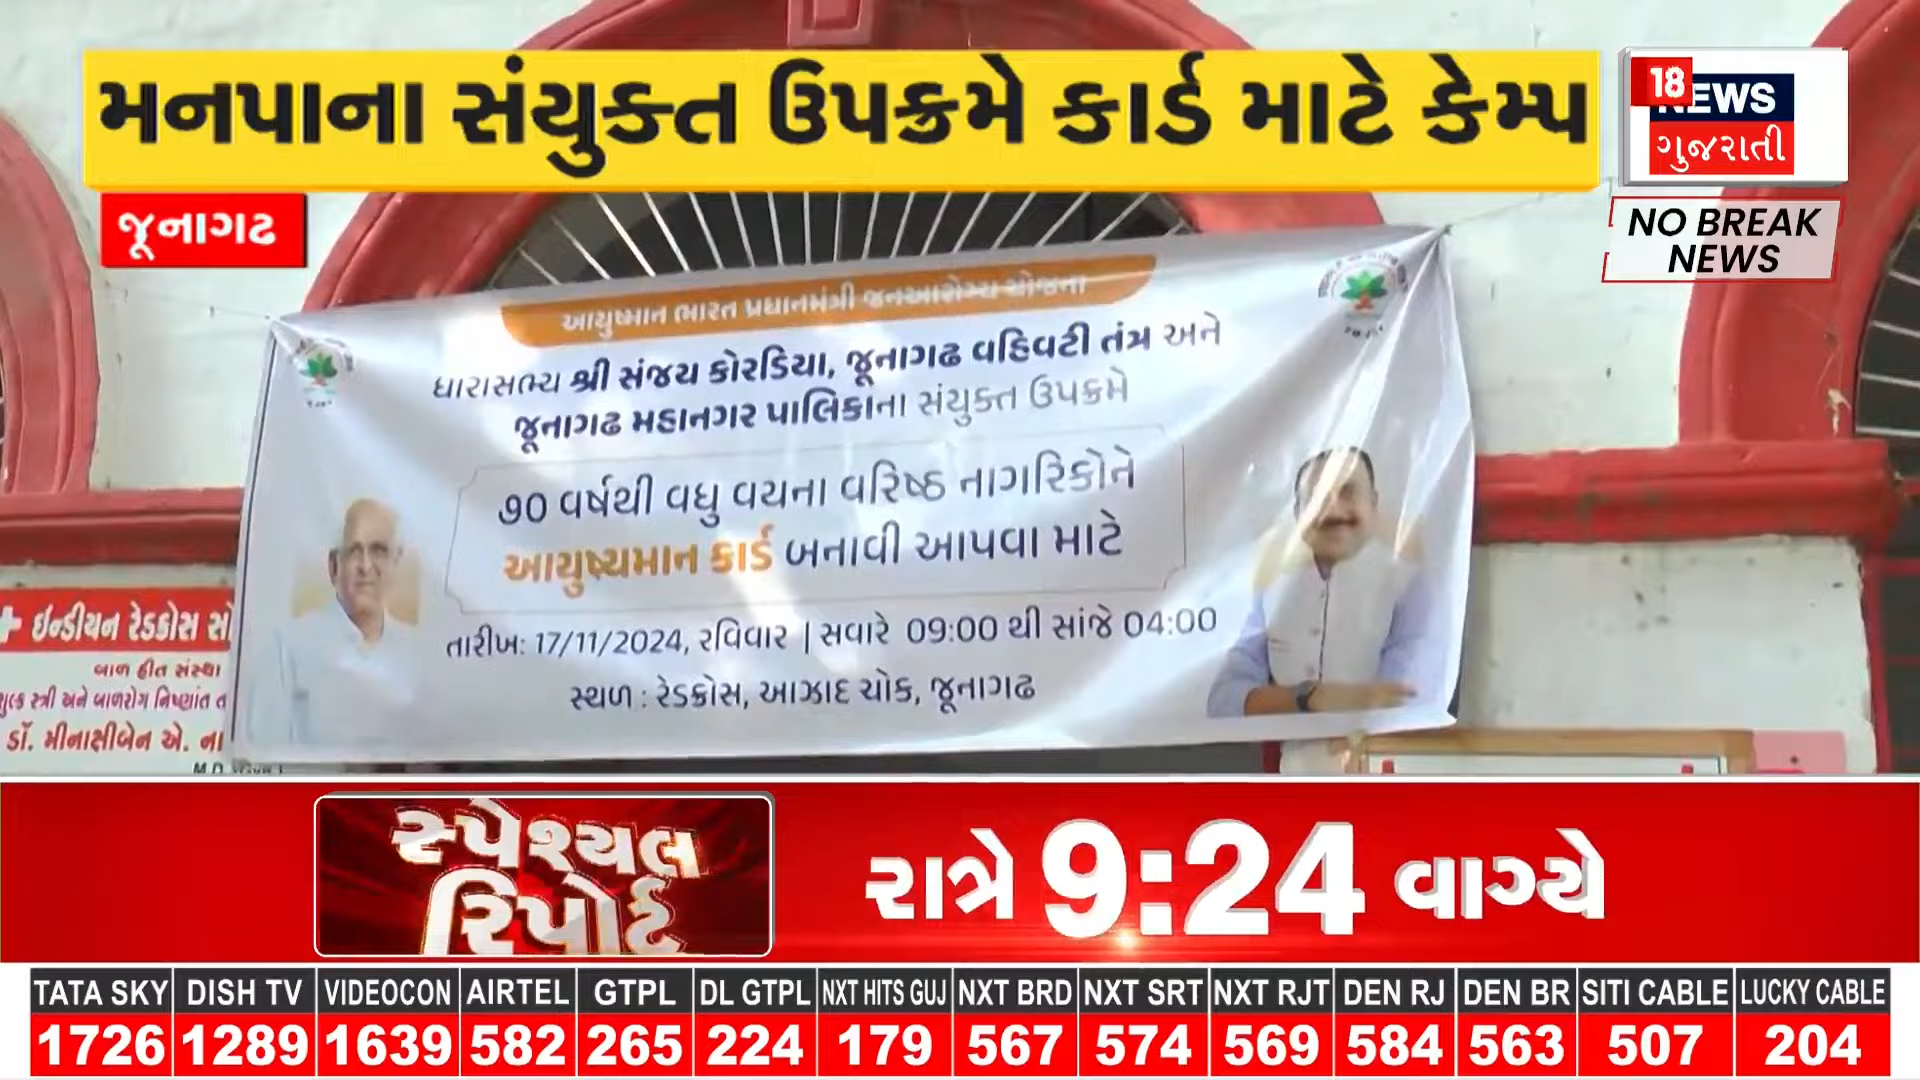 મનપાના સંયુક્ત ઉપક્રમે કાર્ડ માટે કેમ્પ
18
NEWS
ગુજરાતી
NO BREAK
NEWS
જૂનાગઢ
આયુષ્માન ભારત પ્રધાનમંત્રી જનઆરોગ્ય યોજના
ધારાસભ્ય શ્રી સંજય કોરડિયા, જૂનાગઢ વહિવટી તંત્ર અને
જૂનાગઢ મહાનગર પાલિકાના સંયુક્ત ઉપક્રમે
૭૦ વર્ષથી વધુ વયના વરિષ્ઠ નાગરિકોને
આયુષ્યમાન કાર્ડ બનાવી આપવા માટે
તારીખ: 17/11/2024, રવિવાર | સવારે 09:00 થી સાંજે 04:00
સ્થળ : રેડક્રોસ, આઝાદ ચોક, જૂનાગઢ
ઇન્ડીયન રેડક્રોસ સો
બાળ હીત સંસ્થા
સ્ત્રી અને બાળરોગ નિષ્ણાંત ત
ડૉ. મીનાક્ષીબેન એ. ના
સ્પેશ્યલ
રિપોર્ટ
રાત્રે 9:24 વાગ્યે
TATA SKY DISH TV VIDEOCON AIRTEL GTPL DL GTPL NXT HITS GUJ NXT BRD NXT SRT NXT RJT DEN RJ DEN BR SITI CABLE LUCKY CABLE
1726 1289 1639 582 265 224 179 567 574 569 584 563 507 204